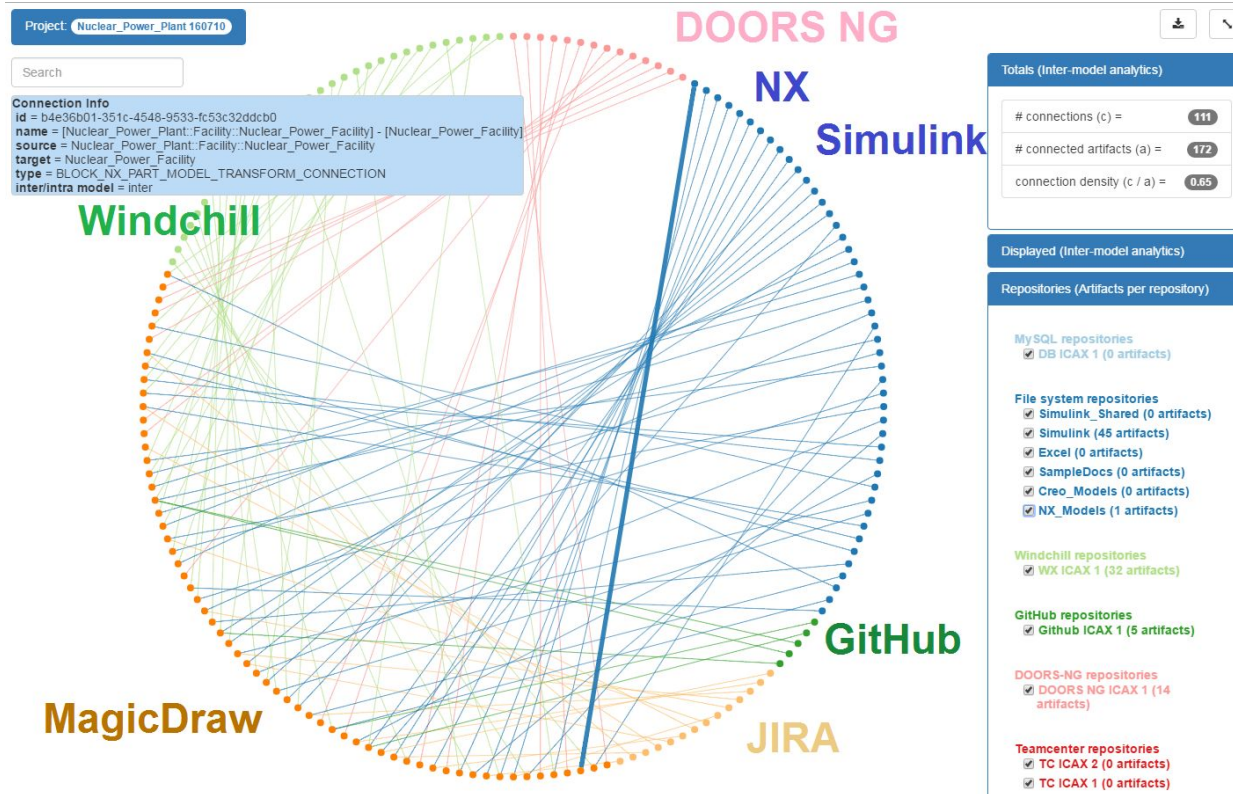 Project: Nuclear_Power_Plant 160710
DOORS NG
Search
Connection Info
id = b4e36b01-351c-4548-9533-fc53c32ddcb0
name = [Nuclear_Power_Plant::Facility::Nuclear_Power_Facility] - [Nuclear_Power_Facility]
source = Nuclear_Power_Plant::Facility::Nuclear_Power_Facility
target = Nuclear_Power_Facility
type = BLOCK_NX_PART_MODEL_TRANSFORM_CONNECTION
inter/intra model = inter
NX
Simulink
Windchill
GitHub
MagicDraw
JIRA
Totals (Inter-model analytics)
# connections (c) = 111
# connected artifacts (a) = 172
connection density (c / a) = 0.65
Displayed (Inter-model analytics)
Repositories (Artifacts per repository)
MySQL repositories
DB ICAX 1 (0 artifacts)
File system repositories
Simulink_Shared (0 artifacts)
Simulink (45 artifacts)
Excel (0 artifacts)
SampleDocs (0 artifacts)
Creo_Models (0 artifacts)
NX_Models (1 artifacts)
Windchill repositories
WX ICAX 1 (32 artifacts)
GitHub repositories
Github ICAX 1 (5 artifacts)
DOORS-NG repositories
DOORS NG ICAX 1 (14
artifacts)
Teamcenter repositories
TC ICAX 2 (0 artifacts)
TC ICAX 1 (0 artifacts)